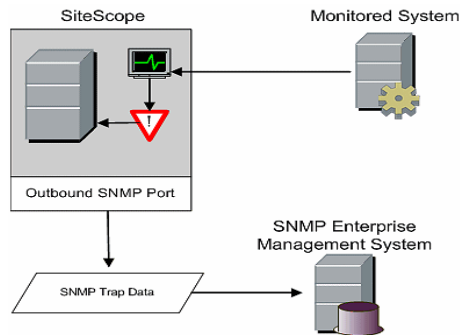 SiteScope
Monitored System
!
Outbound SNMP Port
SNMP Enterprise
Management System
SNMP Trap Data